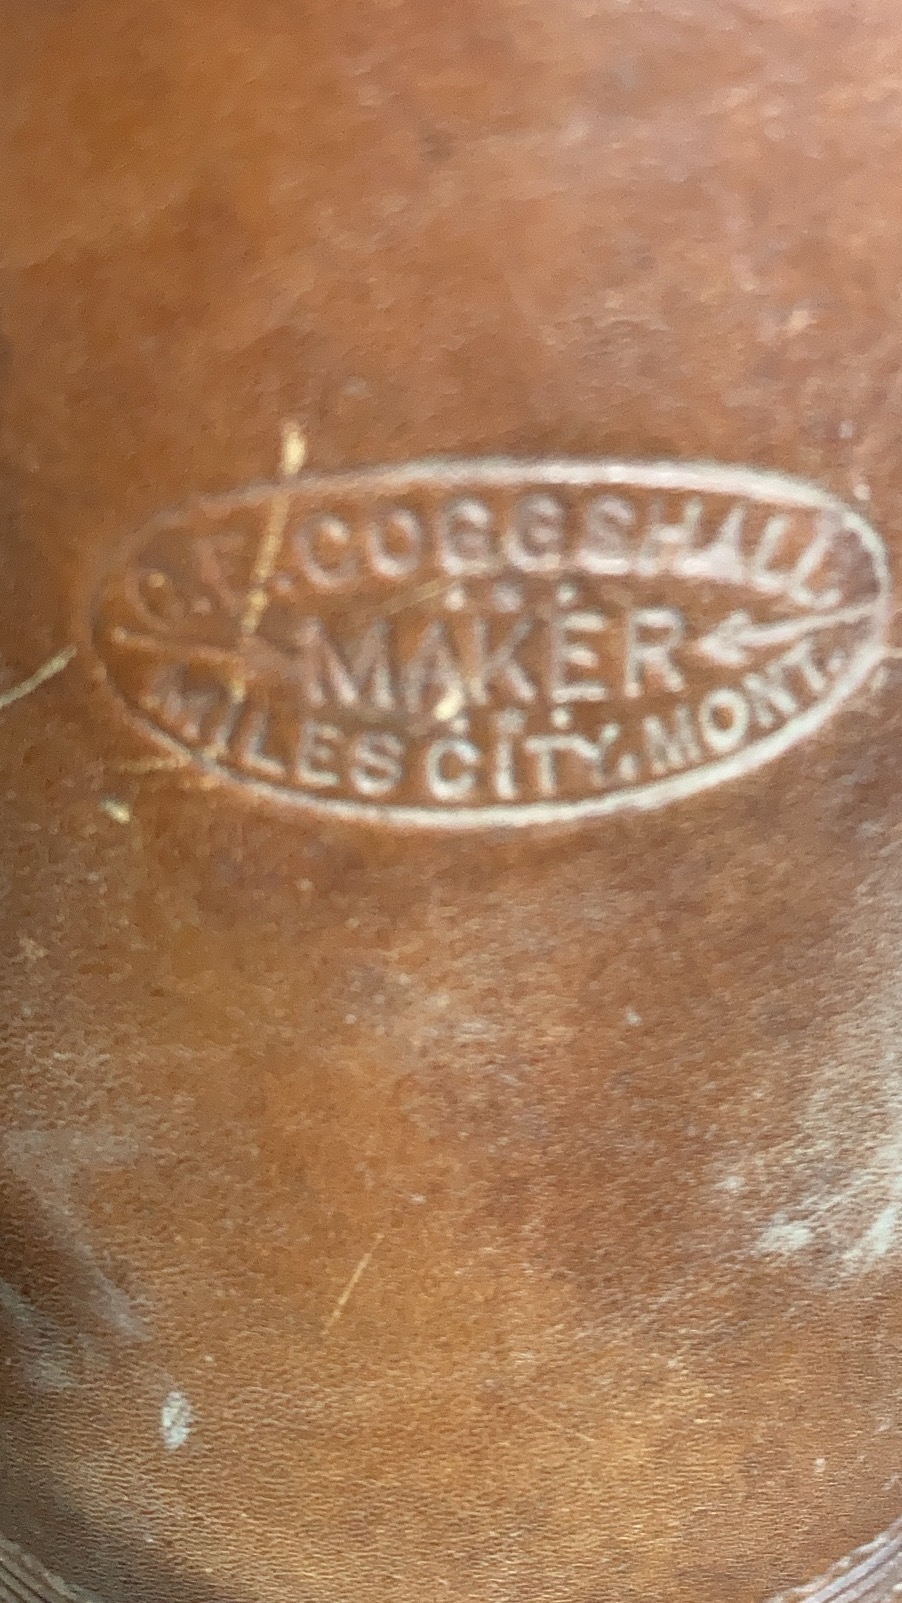 C.E. COGGSHALL.
MAKER
MILES CITY, MONT.